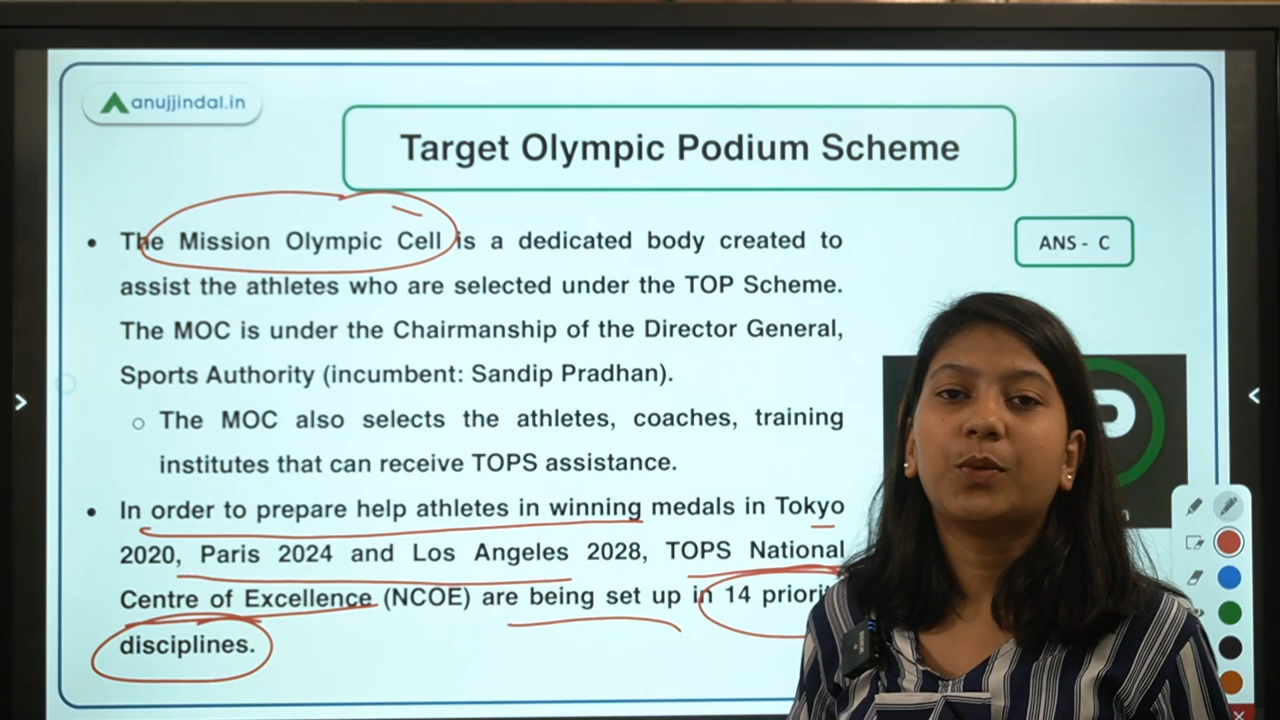 anujjindal.in
Target Olympic Podium Scheme
• The Mission Olympic Cell is a dedicated body created to
assist the athletes who are selected under the TOP Scheme.
The MOC is under the Chairmanship of the Director General,
Sports Authority (incumbent: Sandip Pradhan).
○ The MOC also selects the athletes, coaches, training
institutes that can receive TOPS assistance.
• In order to prepare help athletes in winning medals in Tokyo
2020, Paris 2024 and Los Angeles 2028, TOPS National
Centre of Excellence (NCOE) are being set up in 14
disciplines.
ANS - C